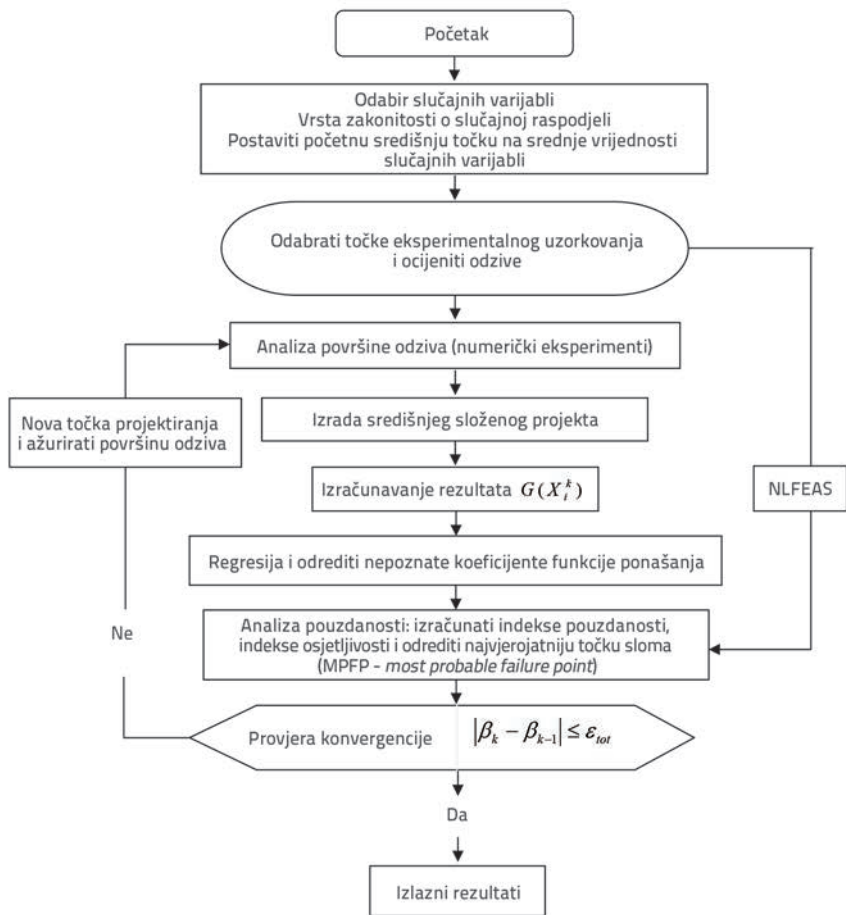 Početak
Odabir slučajnih varijabli
Vrsta zakonitosti o slučajnoj raspodjeli
Postaviti početnu središnju točku na srednje vrijednosti
slučajnih varijabli
Odabrati točke eksperimentalnog uzorkovanja
i ocijeniti odzive
Analiza površine odziva (numerički eksperimenti)
Nova točka projektiranja
i ažurirati površinu odziva
Izrada središnjeg složenog projekta
Izračunavanje rezultata G(X_i^k)
NLFEAS
Regresija i odrediti nepoznate koeficijente funkcije ponašanja
Ne
Analiza pouzdanosti: izračunati indekse pouzdanosti,
indekse osjetljivosti i odrediti najvjerojatniju točku sloma
(MPFP - most probable failure point)
Provjera konvergencije |β_k − β_{k−1}| ≤ ε_{tot}
Da
Izlazni rezultati